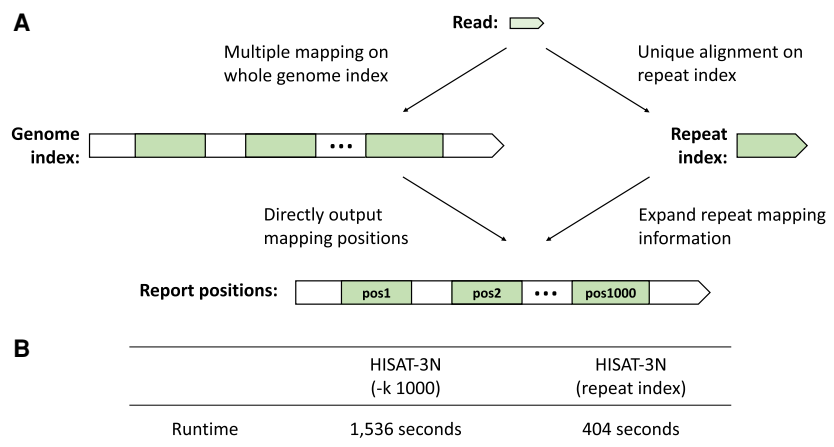 A
Read:
Multiple mapping on
whole genome index
Unique alignment on
repeat index
Genome
index:
...
Repeat
index:
Directly output
mapping positions
Expand repeat mapping
information
Report positions:
pos1
pos2
...
pos1000
B
HISAT-3N
(-k 1000)
HISAT-3N
(repeat index)
Runtime
1,536 seconds
404 seconds